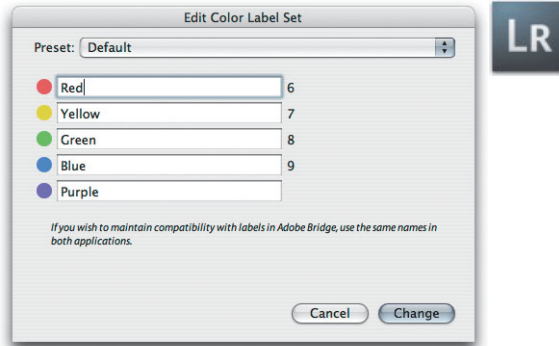 Edit Color Label Set
LR
Preset: Default
Red 6
Yellow 7
Green 8
Blue 9
Purple
If you wish to maintain compatibility with labels in Adobe Bridge, use the same names in
both applications.
Cancel Change